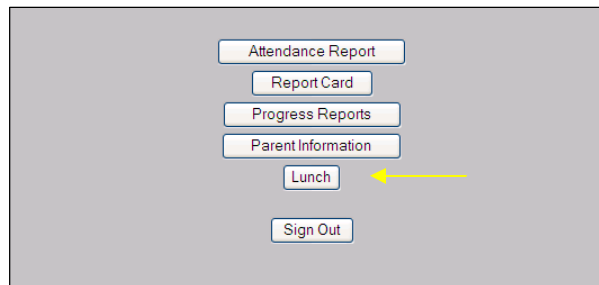 Attendance Report
Report Card
Progress Reports
Parent Information
Lunch
Sign Out